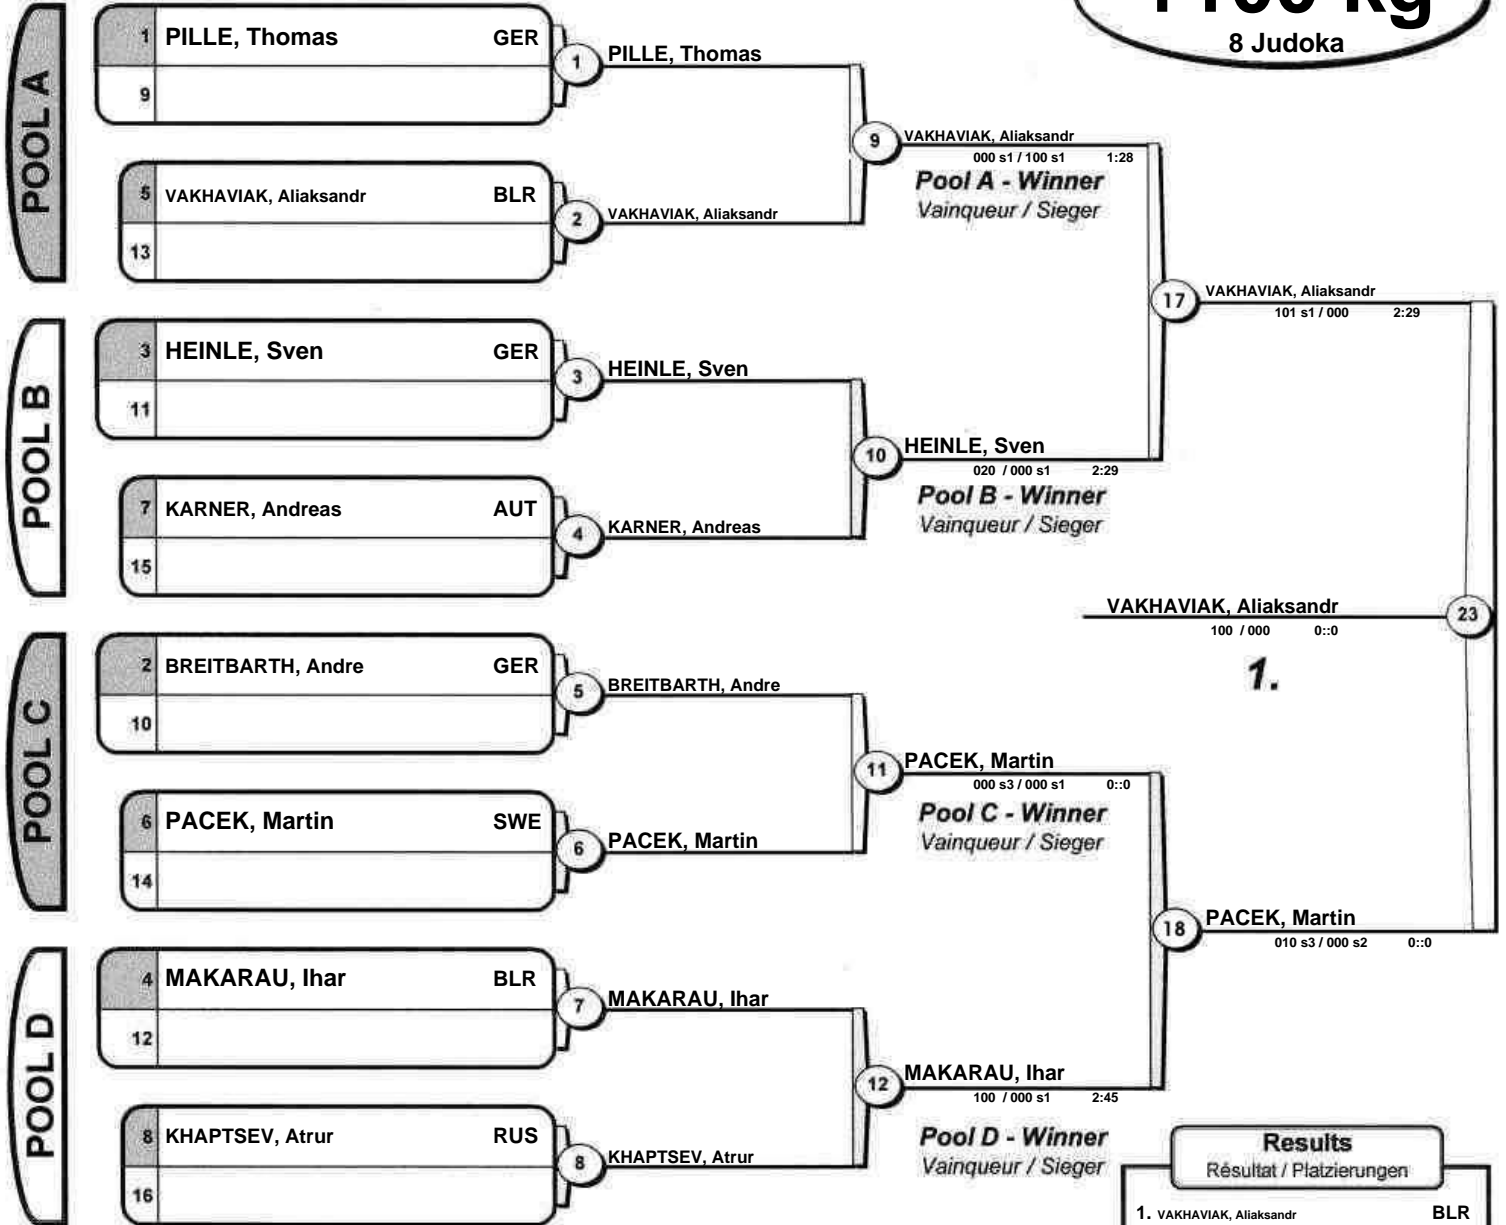 8 Judoka
POOL A
1 PILLE, Thomas GER
9
1 PILLE, Thomas
5 VAKHAVIAK, Aliaksandr BLR
13
2 VAKHAVIAK, Aliaksandr
9 VAKHAVIAK, Aliaksandr
000 s1 / 100 s1 1:28
Pool A - Winner
Vainqueur / Sieger
POOL B
3 HEINLE, Sven GER
11
3 HEINLE, Sven
7 KARNER, Andreas AUT
15
4 KARNER, Andreas
10 HEINLE, Sven
020 / 000 s1 2:29
Pool B - Winner
Vainqueur / Sieger
17 VAKHAVIAK, Aliaksandr
101 s1 / 000 2:29
VAKHAVIAK, Aliaksandr 23
100 / 000 0::0
1.
POOL C
2 BREITBARTH, Andre GER
10
5 BREITBARTH, Andre
6 PACEK, Martin SWE
14
6 PACEK, Martin
11 PACEK, Martin
000 s3 / 000 s1 0::0
Pool C - Winner
Vainqueur / Sieger
18 PACEK, Martin
010 s3 / 000 s2 0::0
POOL D
4 MAKARAU, Ihar BLR
12
7 MAKARAU, Ihar
8 KHAPTSEV, Atrur RUS
16
8 KHAPTSEV, Atrur
12 MAKARAU, Ihar
100 / 000 s1 2:45
Pool D - Winner
Vainqueur / Sieger
Results
Résultat / Platzierungen
1. VAKHAVIAK, Aliaksandr BLR